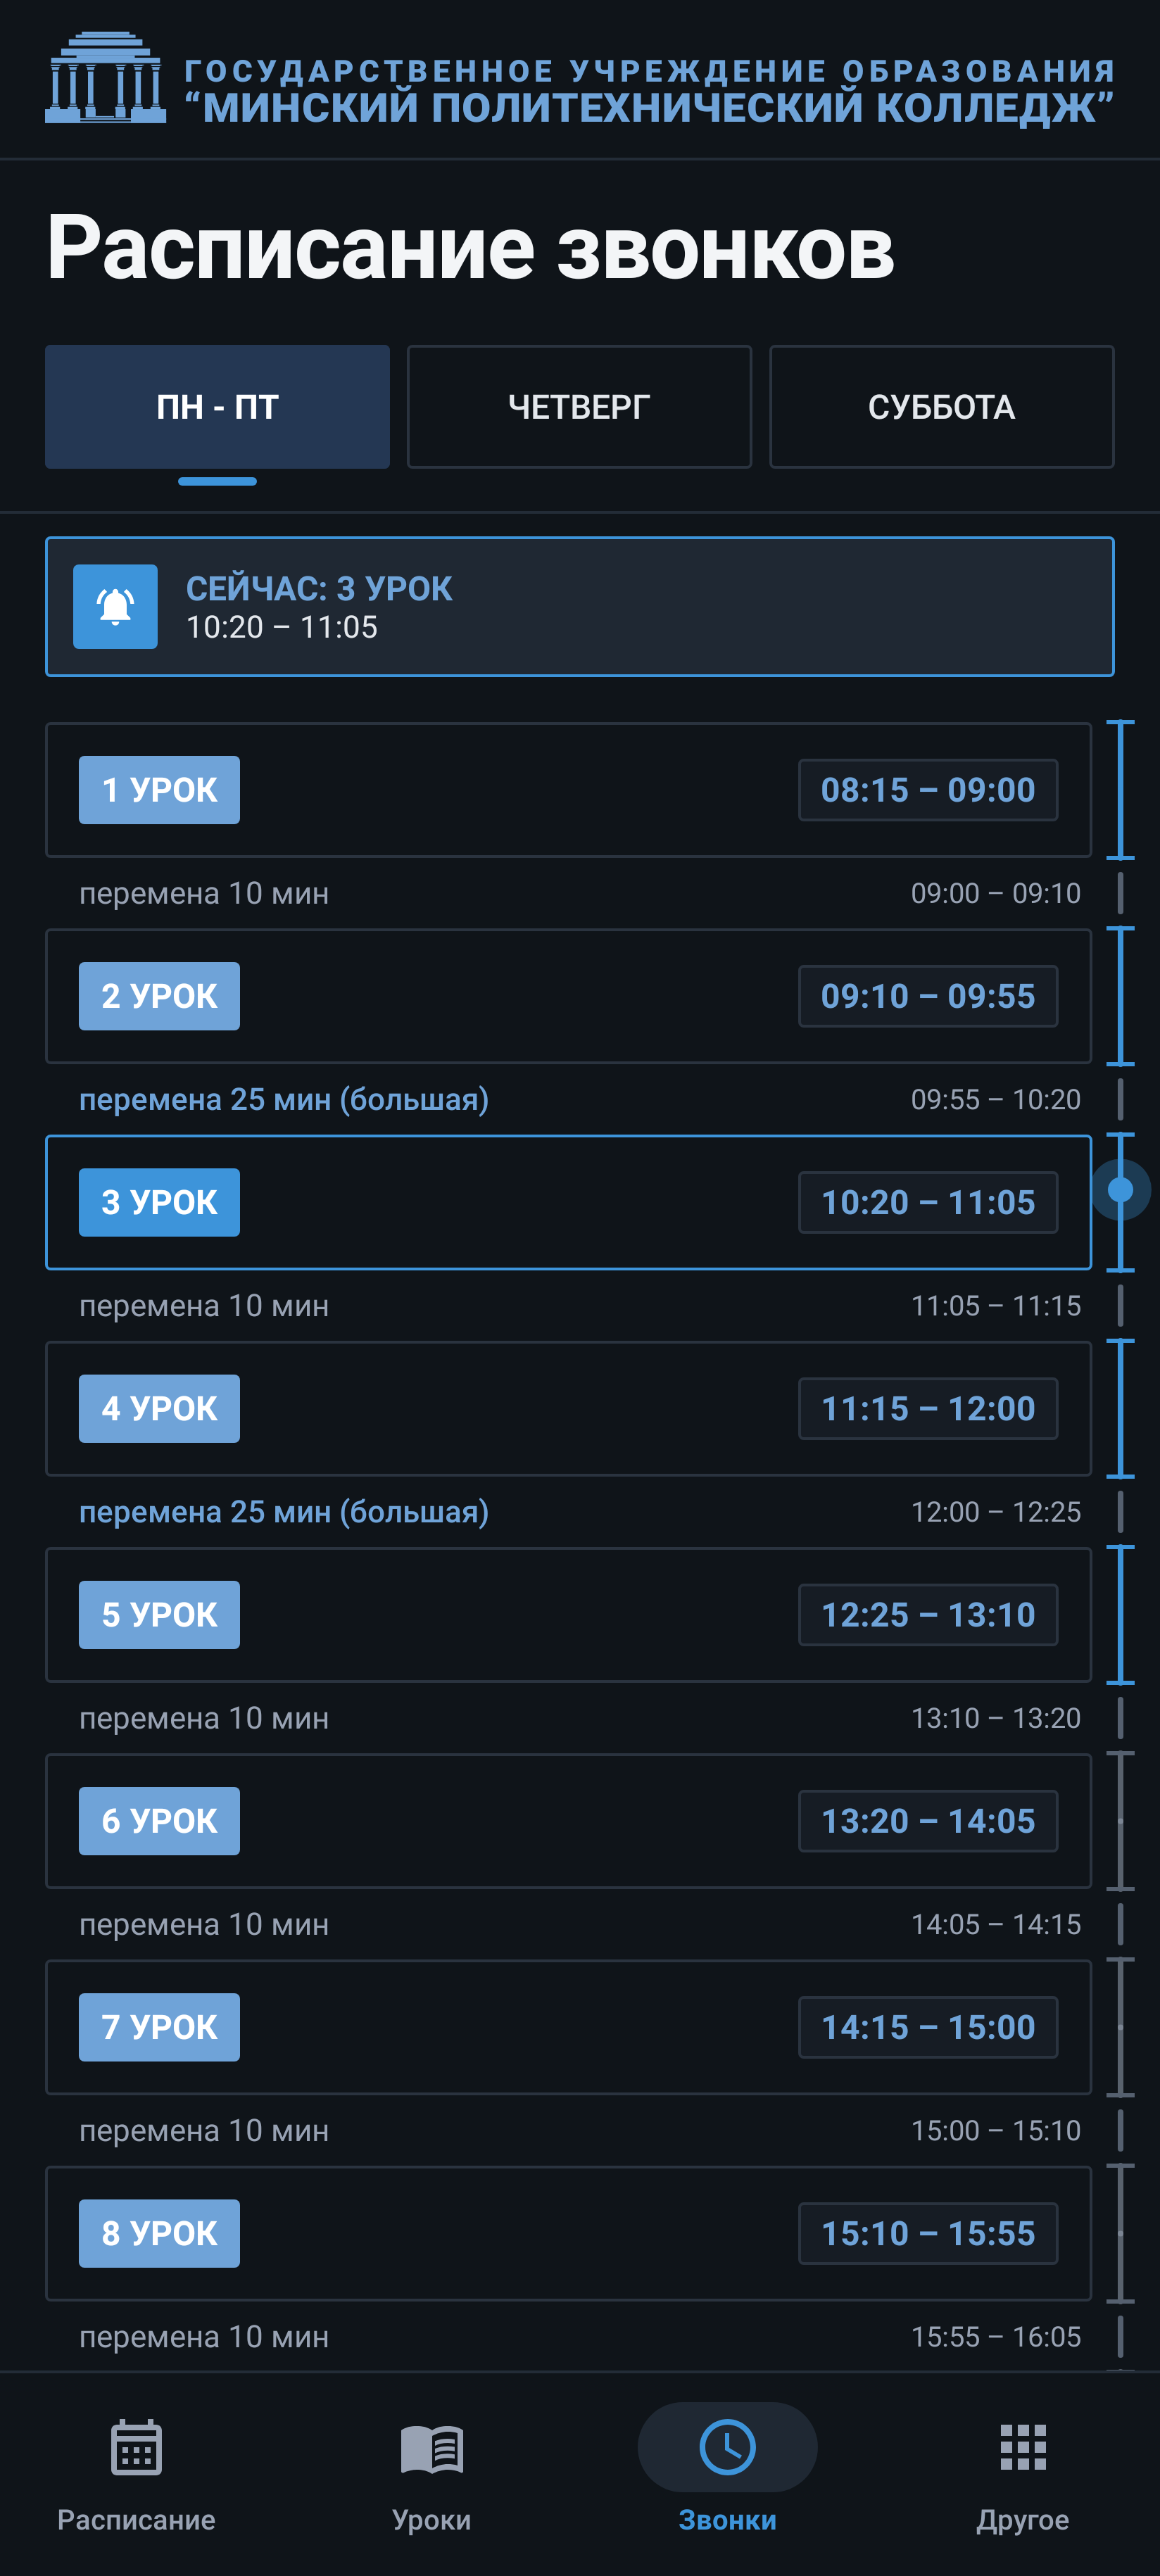 ГОСУДАРСТВЕННОЕ УЧРЕЖДЕНИЕ ОБРАЗОВАНИЯ
“МИНСКИЙ ПОЛИТЕХНИЧЕСКИЙ КОЛЛЕДЖ”
Расписание звонков
ПН - ПТ ЧЕТВЕРГ СУББОТА
СЕЙЧАС: 3 УРОК
10:20 – 11:05
1 УРОК 08:15 – 09:00
перемена 10 мин 09:00 – 09:10
2 УРОК 09:10 – 09:55
перемена 25 мин (большая) 09:55 – 10:20
3 УРОК 10:20 – 11:05
перемена 10 мин 11:05 – 11:15
4 УРОК 11:15 – 12:00
перемена 25 мин (большая) 12:00 – 12:25
5 УРОК 12:25 – 13:10
перемена 10 мин 13:10 – 13:20
6 УРОК 13:20 – 14:05
перемена 10 мин 14:05 – 14:15
7 УРОК 14:15 – 15:00
перемена 10 мин 15:00 – 15:10
8 УРОК 15:10 – 15:55
перемена 10 мин 15:55 – 16:05
Расписание Уроки Звонки Другое